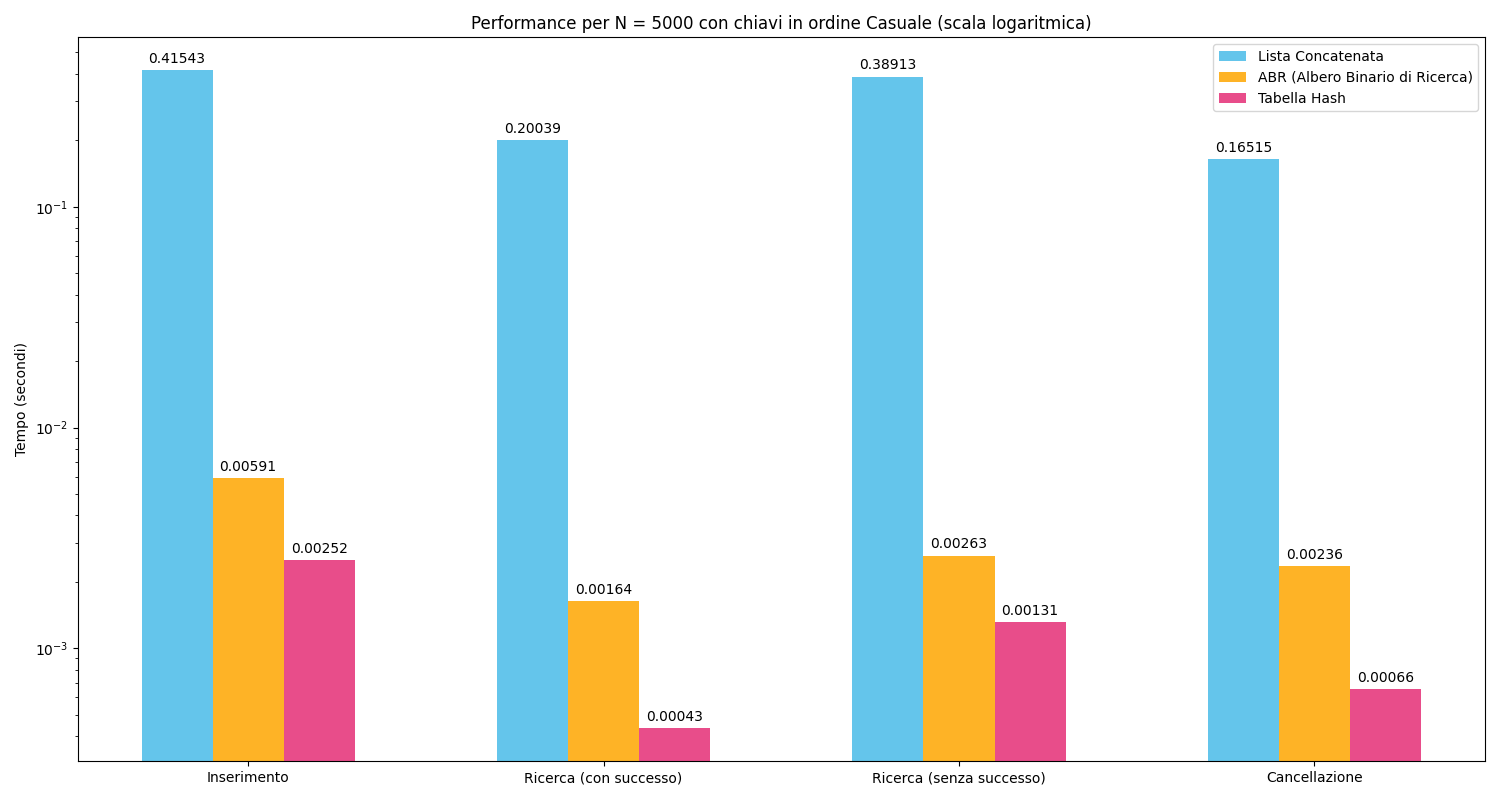 Performance per N = 5000 con chiavi in ordine Casuale (scala logaritmica)
Lista Concatenata
ABR (Albero Binario di Ricerca)
Tabella Hash
Tempo (secondi)
10⁻¹
10⁻²
10⁻³
0.41543
0.00591
0.00252
0.20039
0.00164
0.00043
0.38913
0.00263
0.00131
0.16515
0.00236
0.00066
Inserimento
Ricerca (con successo)
Ricerca (senza successo)
Cancellazione